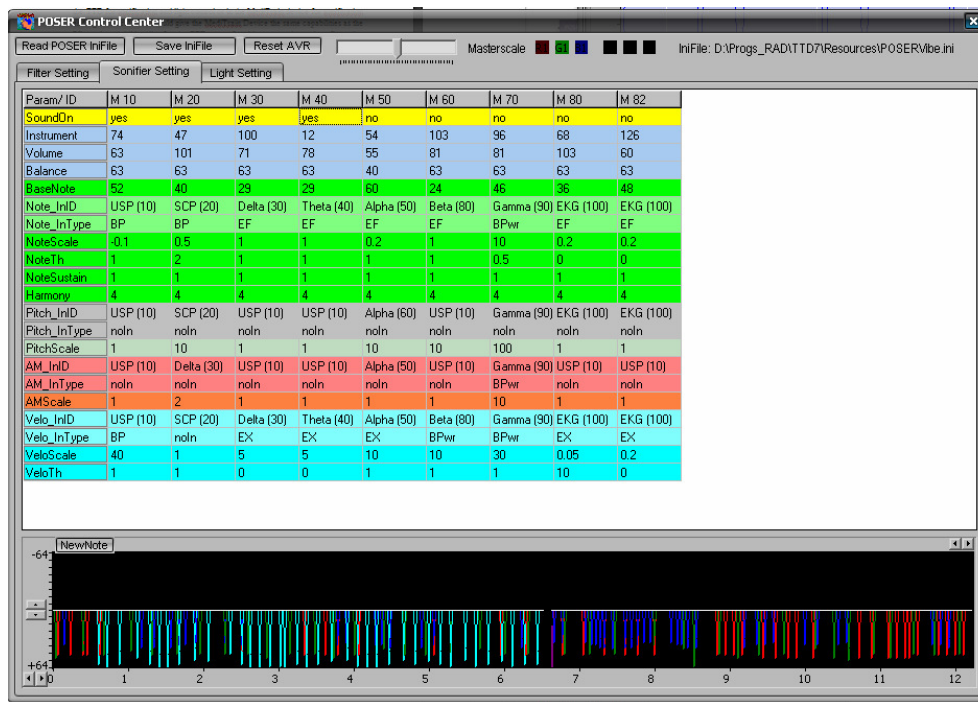 POSER Control Center
Read POSER IniFile Save IniFile Reset AVR Masterscale G1 IniFile: D:\Progs_RAD\TTD7\Resources\POSERVibe.ini
Filter Setting Sonifier Setting Light Setting
Param/ ID M 10 M 20 M 30 M 40 M 50 M 60 M 70 M 80 M 82
SoundOn yes yes yes yes no no no no no
Instrument 74 47 100 12 54 103 96 68 126
Volume 63 101 71 78 55 81 81 103 60
Balance 63 63 63 63 40 63 63 63 63
BaseNote 52 40 29 29 60 24 46 36 48
Note_InID USP (10) SCP (20) Delta (30) Theta (40) Alpha (50) Beta (80) Gamma (90) EKG (100) EKG (100)
Note_InType BP BP EF EF EF EF BPwr EF EF
NoteScale -0.1 0.5 1 1 0.2 1 10 0.2 0.2
NoteTh 1 2 1 1 1 1 0.5 0 0
NoteSustain 1 1 1 1 1 1 1 1 1
Harmony 4 4 4 4 4 4 4 4 4
Pitch_InID USP (10) SCP (20) USP (10) USP (10) Alpha (60) USP (10) Gamma (90) EKG (100) EKG (100)
Pitch_InType noIn noIn noIn noIn noIn noIn noIn noIn noIn
PitchScale 1 10 1 1 10 10 100 1 1
AM_InID USP (10) Delta (30) USP (10) USP (10) Alpha (50) USP (10) Gamma (90) USP (10) USP (10)
AM_InType noIn noIn noIn noIn noIn noIn BPwr noIn noIn
AMScale 1 2 1 1 1 1 10 1 1
Velo_InID USP (10) SCP (20) Delta (30) Theta (40) Alpha (50) Beta (80) Gamma (90) EKG (100) EKG (100)
Velo_InType BP noIn EX EX EX BPwr BPwr EX EX
VeloScale 40 1 5 5 10 10 30 0.05 0.2
VeloTh 1 1 0 0 1 1 1 10 0
NewNote
-64
+64
0 1 2 3 4 5 6 7 8 9 10 11 12